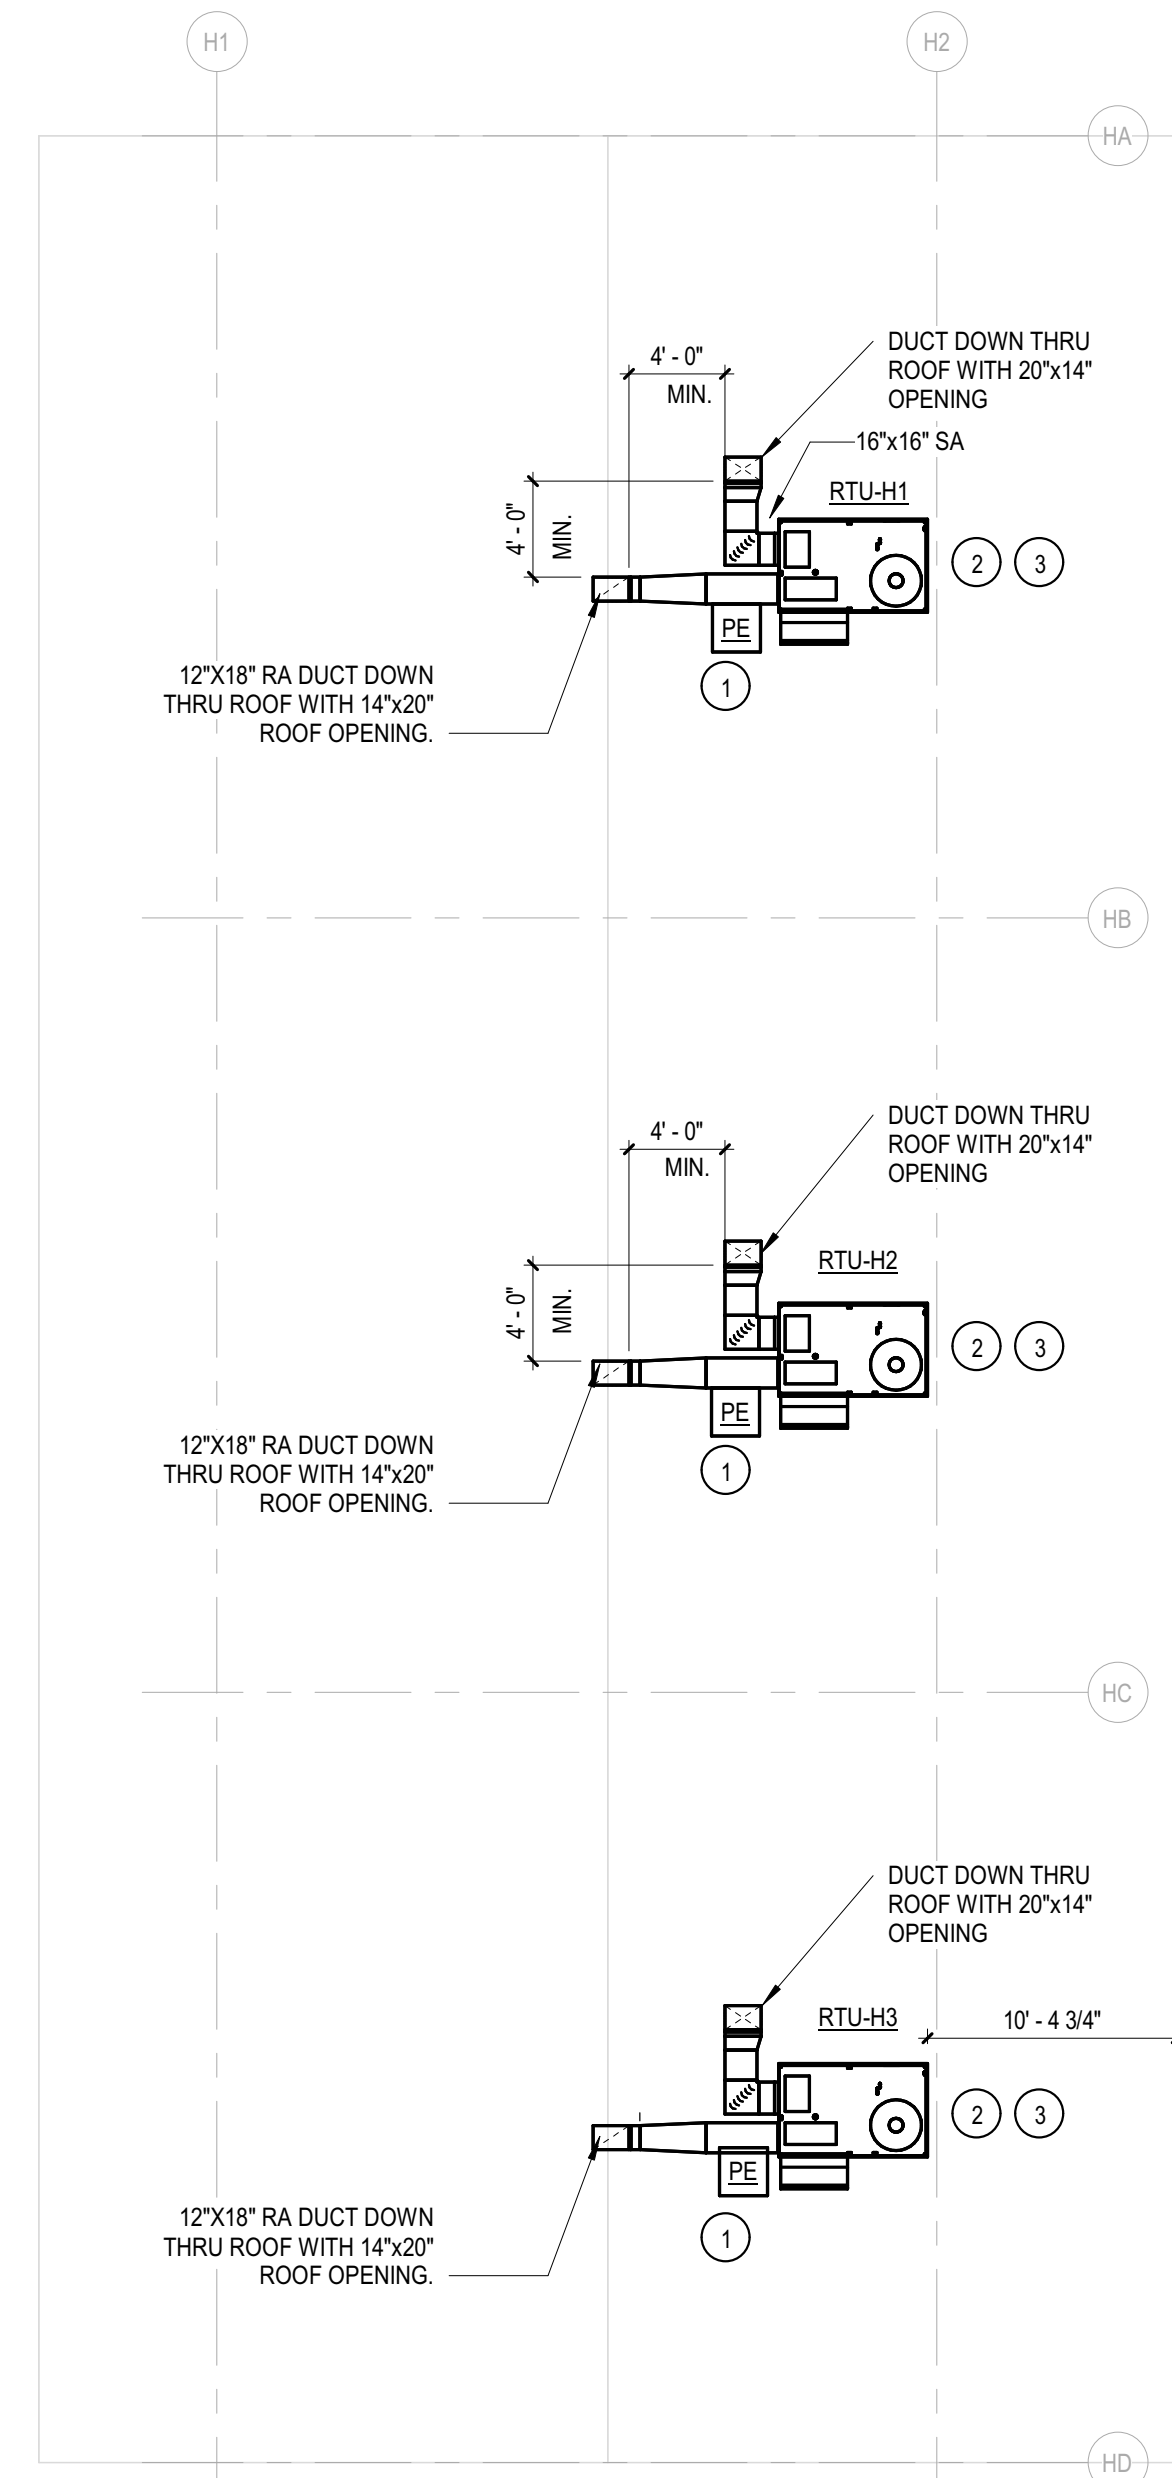 H1
H2
HA
4' - 0"
MIN.
DUCT DOWN THRU
ROOF WITH 20"x14"
OPENING
16"x16" SA
RTU-H1
4' - 0"
MIN.
2
3
PE
1
12"X18" RA DUCT DOWN
THRU ROOF WITH 14"x20"
ROOF OPENING.
HB
4' - 0"
MIN.
DUCT DOWN THRU
ROOF WITH 20"x14"
OPENING
RTU-H2
4' - 0"
MIN.
2
3
PE
1
12"X18" RA DUCT DOWN
THRU ROOF WITH 14"x20"
ROOF OPENING.
HC
DUCT DOWN THRU
ROOF WITH 20"x14"
OPENING
RTU-H3
10' - 4 3/4"
2
3
PE
1
12"X18" RA DUCT DOWN
THRU ROOF WITH 14"x20"
ROOF OPENING.
HD